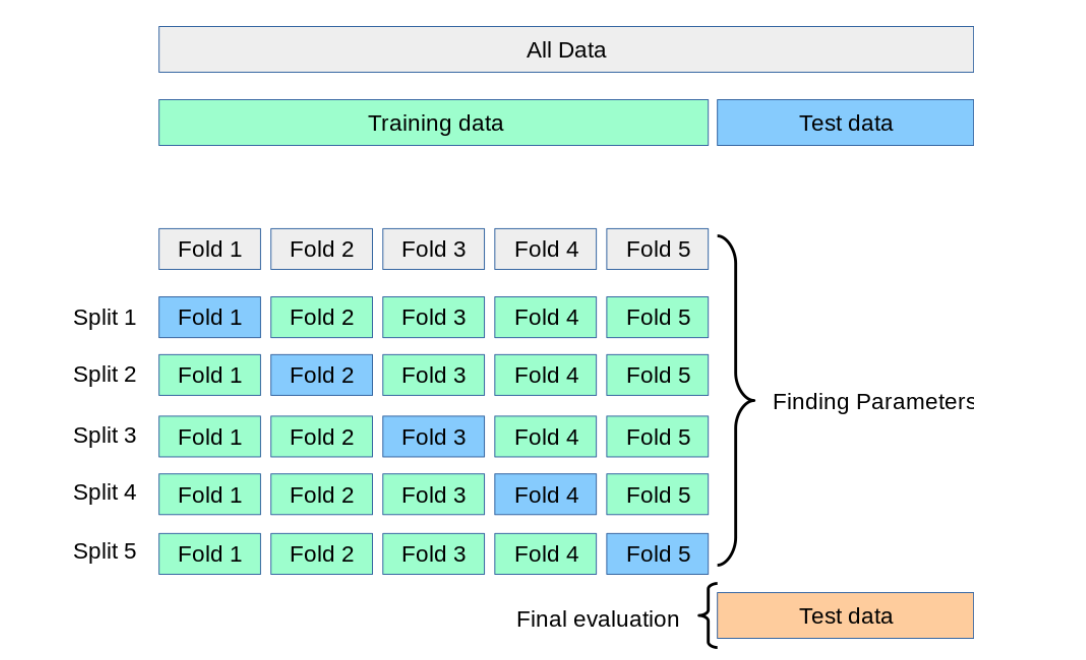 All Data
Training data Test data
Fold 1 Fold 2 Fold 3 Fold 4 Fold 5
Split 1 Fold 1 Fold 2 Fold 3 Fold 4 Fold 5
Split 2 Fold 1 Fold 2 Fold 3 Fold 4 Fold 5
Finding Parameters
Split 3 Fold 1 Fold 2 Fold 3 Fold 4 Fold 5
Split 4 Fold 1 Fold 2 Fold 3 Fold 4 Fold 5
Split 5 Fold 1 Fold 2 Fold 3 Fold 4 Fold 5
Final evaluation Test data